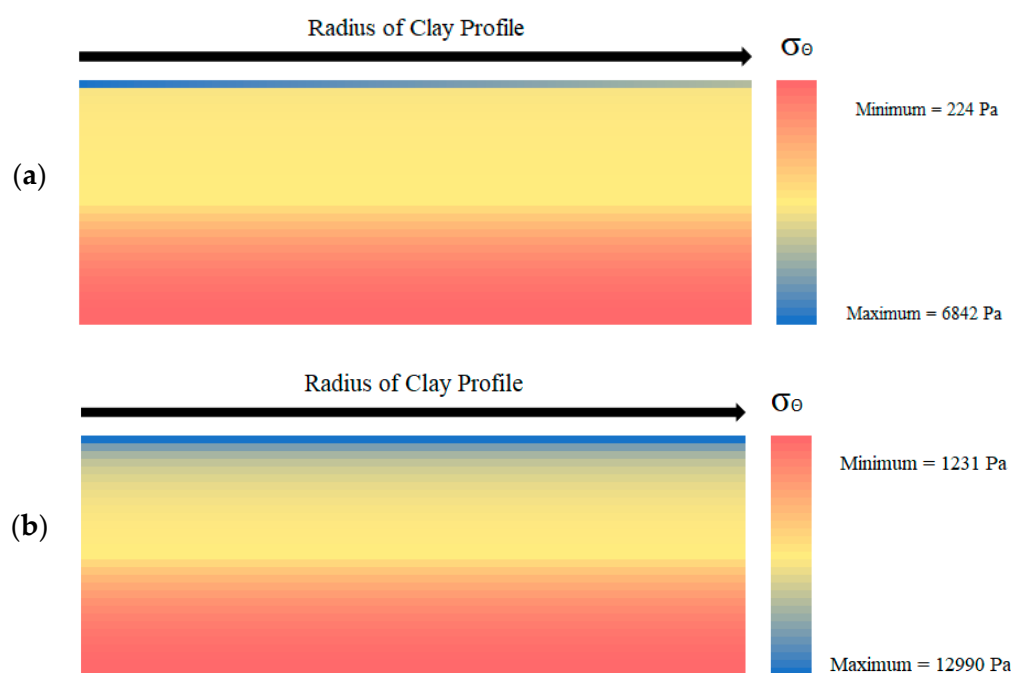 Radius of Clay Profile
σΘ
Minimum = 224 Pa
(a)
Maximum = 6842 Pa
Radius of Clay Profile
σΘ
Minimum = 1231 Pa
(b)
Maximum = 12990 Pa